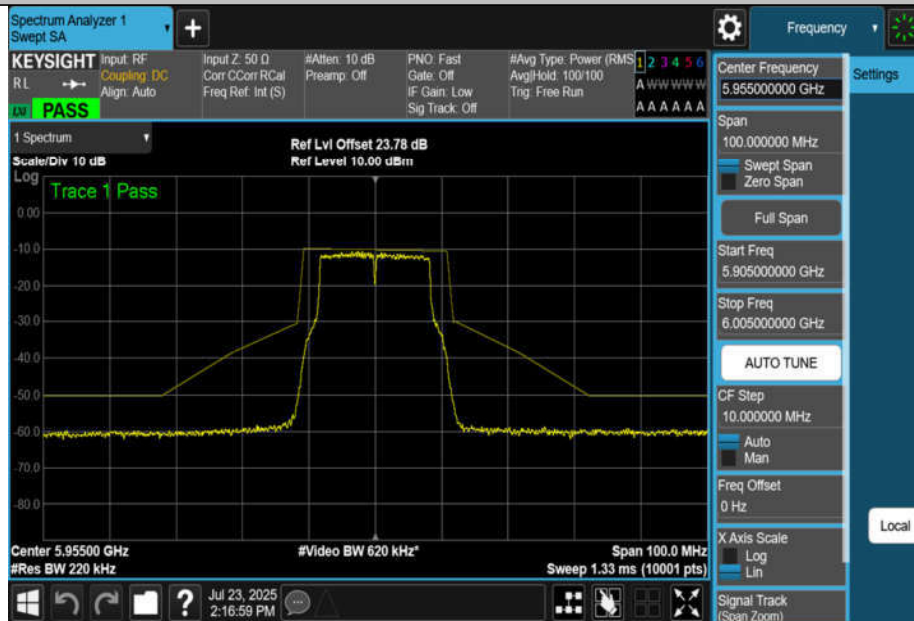 Spectrum Analyzer 1
Swept SA
Frequency
KEYSIGHT
R L
LXI
PASS
Input: RF
Coupling: DC
Align: Auto
Input Z: 50 Ω
Corr CCorr RCal
Freq Ref: Int (S)
#Atten: 10 dB
Preamp: Off
PNO: Fast
Gate: Off
IF Gain: Low
Sig Track: Off
#Avg Type: Power (RMS
Avg|Hold: 100/100
Trig: Free Run
1 2 3 4 5 6
A W W W W W
A A A A A A
1 Spectrum
Scale/Div 10 dB
Ref Lvl Offset 23.78 dB
Ref Level 10.00 dBm
Log
Trace 1 Pass
0.00
-10.0
-20.0
-30.0
-40.0
-50.0
-60.0
-70.0
-80.0
Center 5.95500 GHz
#Res BW 220 kHz
#Video BW 620 kHz*
Span 100.0 MHz
Sweep 1.33 ms (10001 pts)
Jul 23, 2025
2:16:59 PM
Center Frequency
5.955000000 GHz
Span
100.000000 MHz
Swept Span
Zero Span
Full Span
Start Freq
5.905000000 GHz
Stop Freq
6.005000000 GHz
AUTO TUNE
CF Step
10.000000 MHz
Auto
Man
Freq Offset
0 Hz
X Axis Scale
Log
Lin
Signal Track
(Span Zoom)
Settings
Local